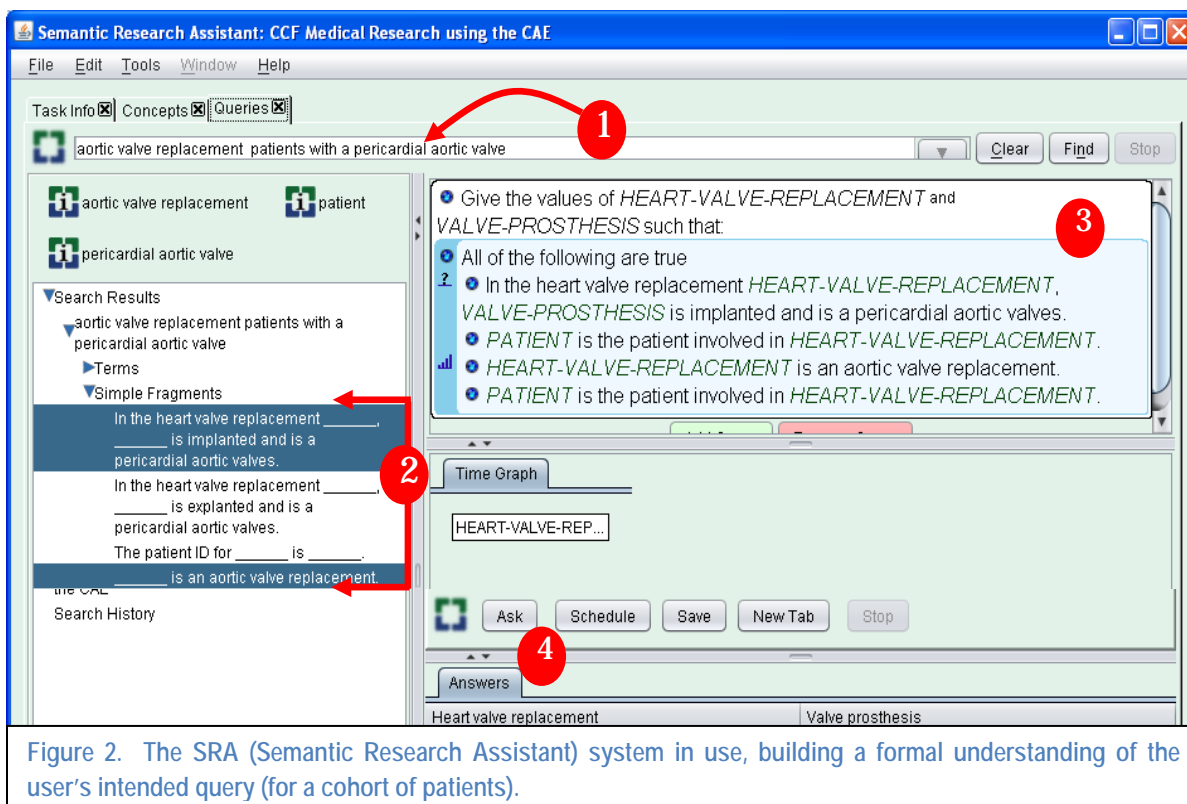 Semantic Research Assistant: CCF Medical Research using the CAE
File Edit Tools Window Help
Task Info Concepts Queries
1
aortic valve replacement patients with a pericardial aortic valve
Clear Find Stop
aortic valve replacement patient
pericardial aortic valve
Search Results
aortic valve replacement patients with a
pericardial aortic valve
Terms
Simple Fragments
In the heart valve replacement ______,
______ is implanted and is a
pericardial aortic valves.
In the heart valve replacement ______,
______ is explanted and is a
pericardial aortic valves.
The patient ID for ______ is ______.
______ is an aortic valve replacement.
the CAE
Search History
2
Give the values of HEART-VALVE-REPLACEMENT and
VALVE-PROSTHESIS such that:
3
All of the following are true
?
In the heart valve replacement HEART-VALVE-REPLACEMENT,
VALVE-PROSTHESIS is implanted and is a pericardial aortic valves.
PATIENT is the patient involved in HEART-VALVE-REPLACEMENT.
HEART-VALVE-REPLACEMENT is an aortic valve replacement.
PATIENT is the patient involved in HEART-VALVE-REPLACEMENT.
Time Graph
HEART-VALVE-REP...
Ask Schedule Save New Tab Stop
4
Answers
Heart valve replacement Valve prosthesis
Figure 2. The SRA (Semantic Research Assistant) system in use, building a formal understanding of the
user's intended query (for a cohort of patients).